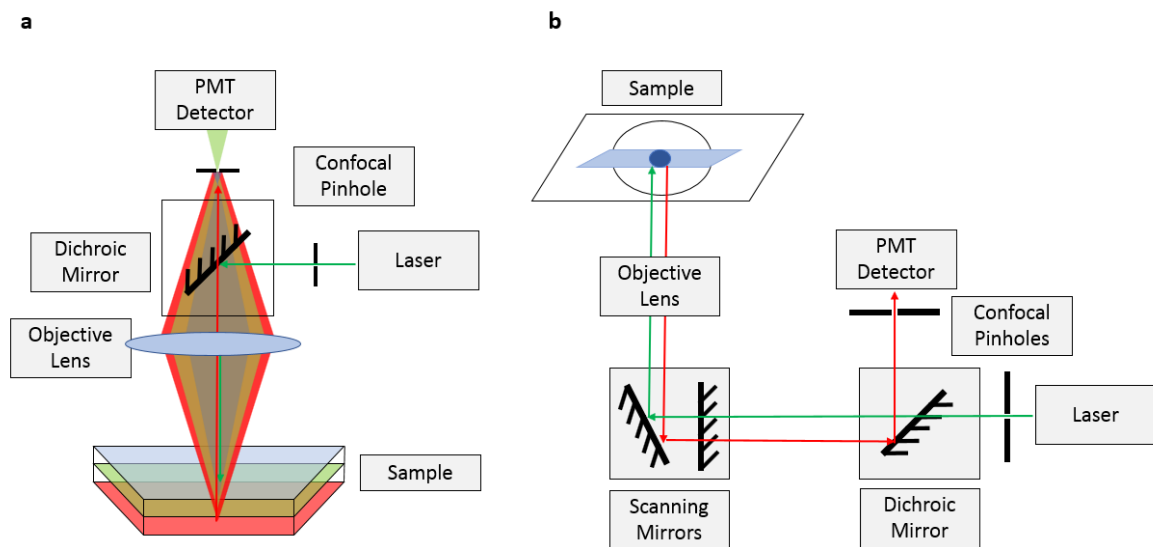 a
PMT
Detector
Confocal
Pinhole
Dichroic
Mirror
Laser
Objective
Lens
Sample
b
Sample
PMT
Detector
Objective
Lens
Confocal
Pinholes
Laser
Scanning
Mirrors
Dichroic
Mirror